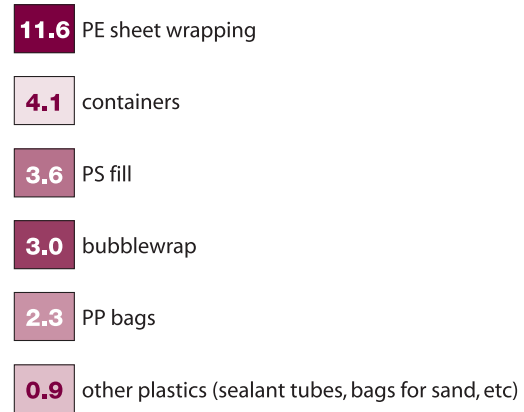 11.6 PE sheet wrapping
4.1 containers
3.6 PS fill
3.0 bubblewrap
2.3 PP bags
0.9 other plastics (sealant tubes, bags for sand, etc)